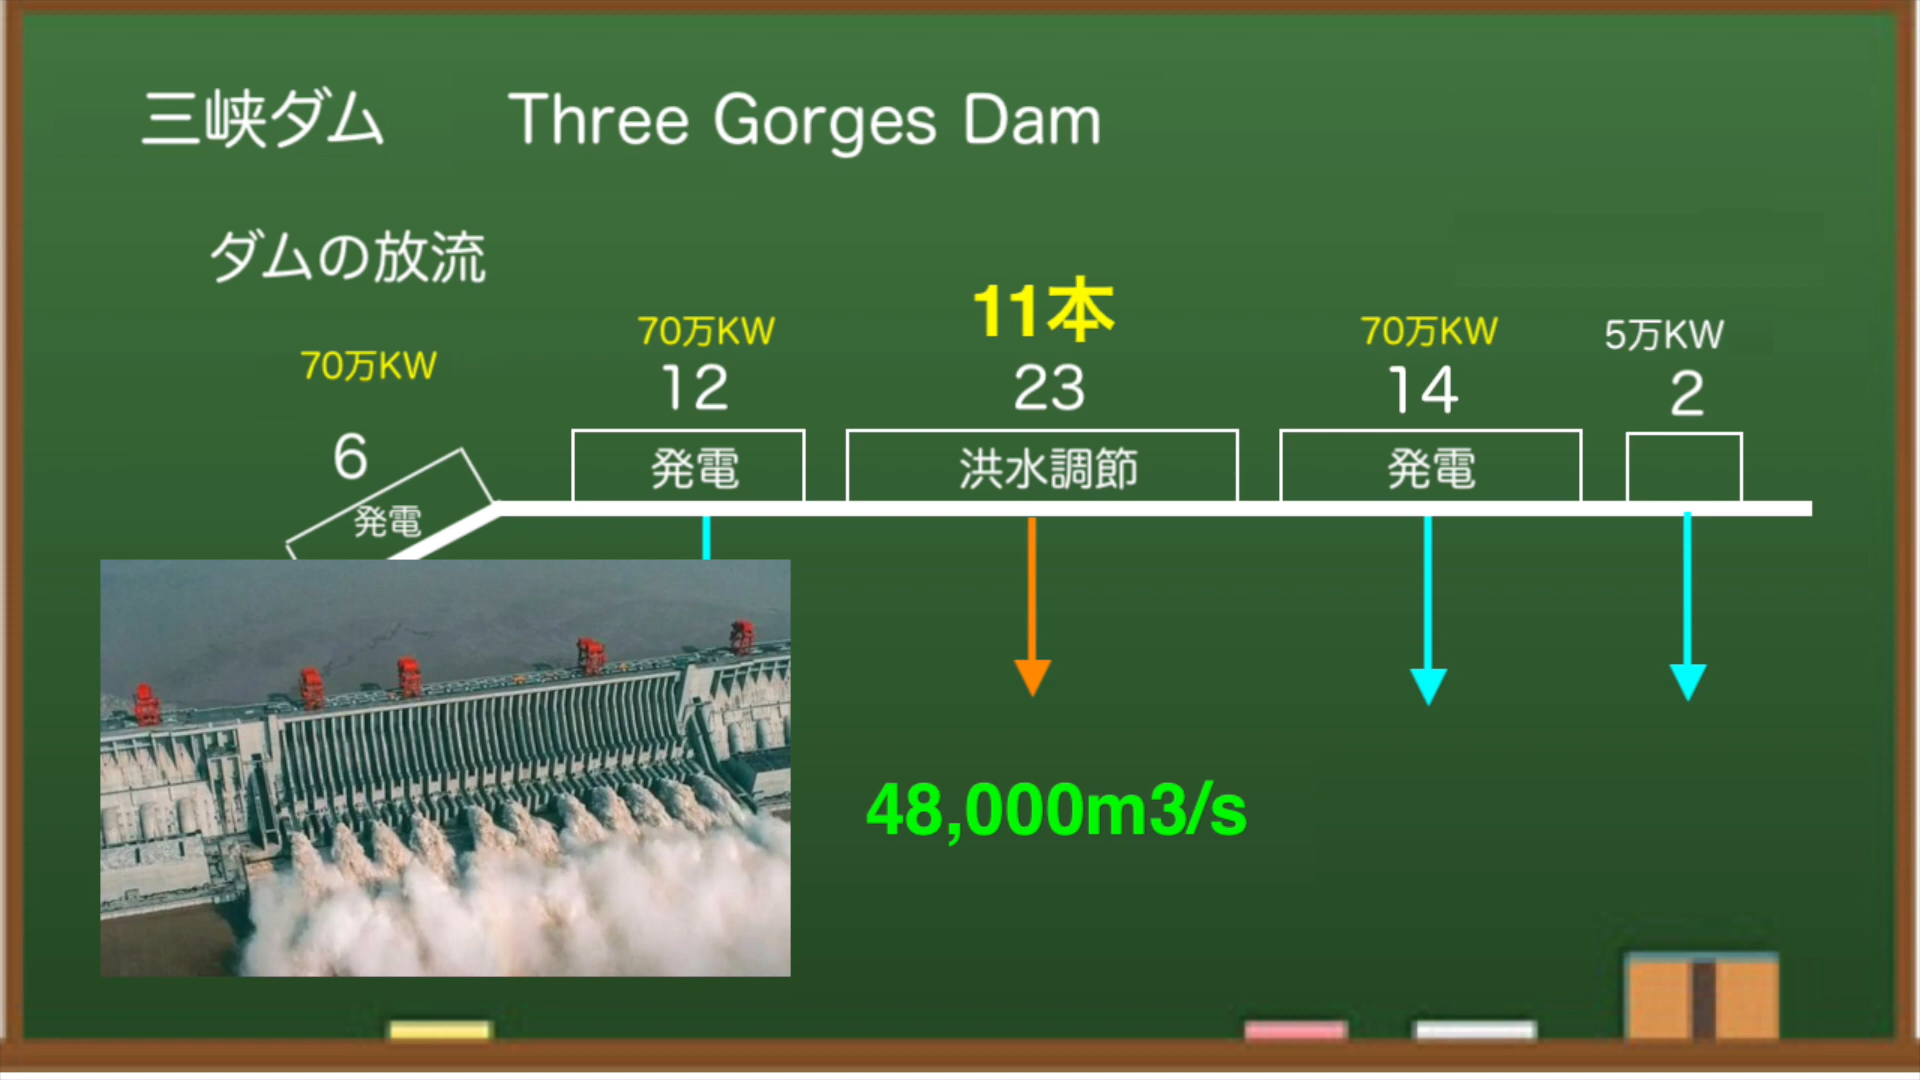 三峡ダム Three Gorges Dam
ダムの放流
70万KW
6
発電
70万KW
12
発電
11本
23
洪水調節
70万KW
14
発電
5万KW
2
48,000m3/s